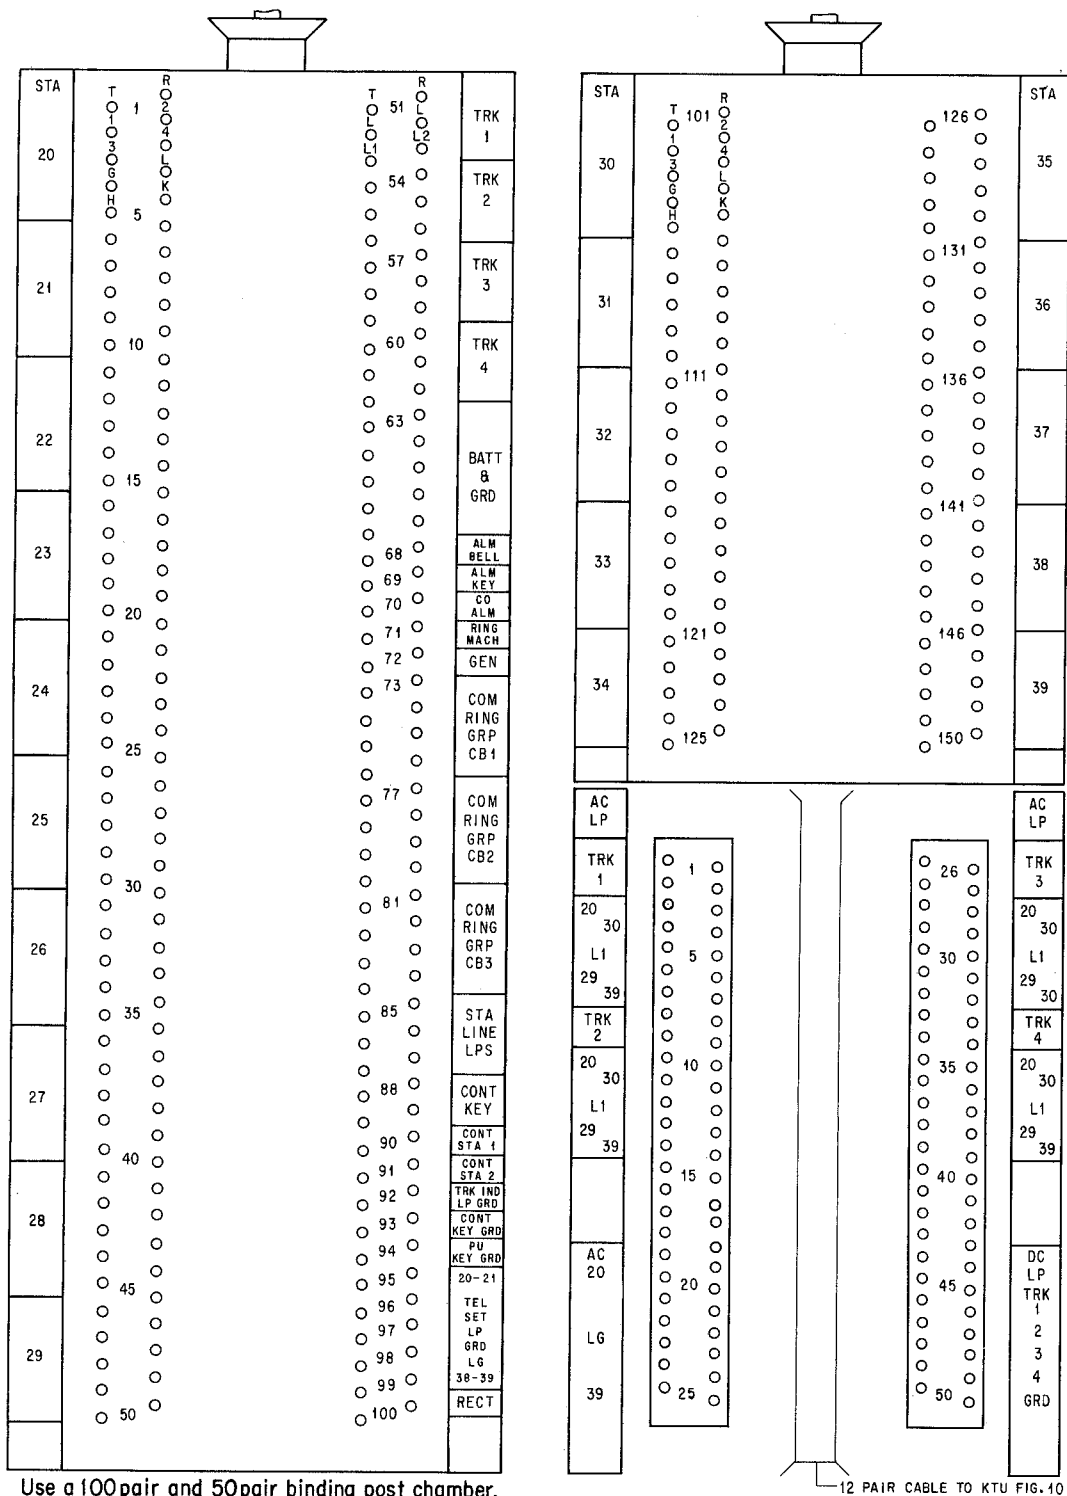 STA
20
21
22
23
24
25
26
27
28
29
T
1
3
G
H
R
2
4
L
K
1
5
10
15
20
25
30
35
40
45
50
T
L
L1
R
L
L2
51
54
57
60
63
68
69
70
71
72
73
77
81
85
88
90
91
92
93
94
95
96
97
98
99
100
TRK
1
TRK
2
TRK
3
TRK
4
BATT
&
GRD
ALM
BELL
ALM
KEY
CO
ALM
RING
MACH
GEN
COM
RING
GRP
CB1
COM
RING
GRP
CB2
COM
RING
GRP
CB3
STA
LINE
LPS
CONT
KEY
CONT
STA 1
CONT
STA 2
TRK IND
LP GRD
CONT
KEY GRD
PU
KEY GRD
20-21
TEL
SET
LP
GRD
LG
38-39
RECT
Use a 100 pair and 50 pair binding post chamber.
STA
30
31
32
33
34
T
1
3
G
H
R
2
4
L
K
101
111
121
125
126
131
136
141
146
150
STA
35
36
37
38
39
AC
LP
TRK
1
20
30
L1
29
39
TRK
2
20
30
L1
29
39
AC
20
LG
39
1
5
10
15
20
25
26
30
35
40
45
50
AC
LP
TRK
3
20
30
L1
29
30
TRK
4
20
30
L1
29
39
DC
LP
TRK
1
2
3
4
GRD
12 PAIR CABLE TO KTU FIG. 10